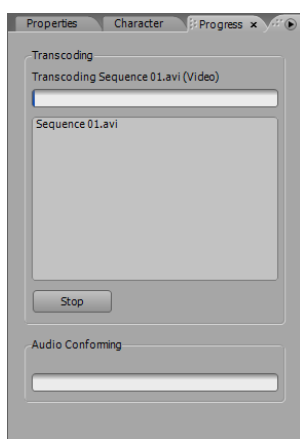 Properties Character Progress x
Transcoding
Transcoding Sequence 01.avi (Video)
Sequence 01.avi
Stop
Audio Conforming